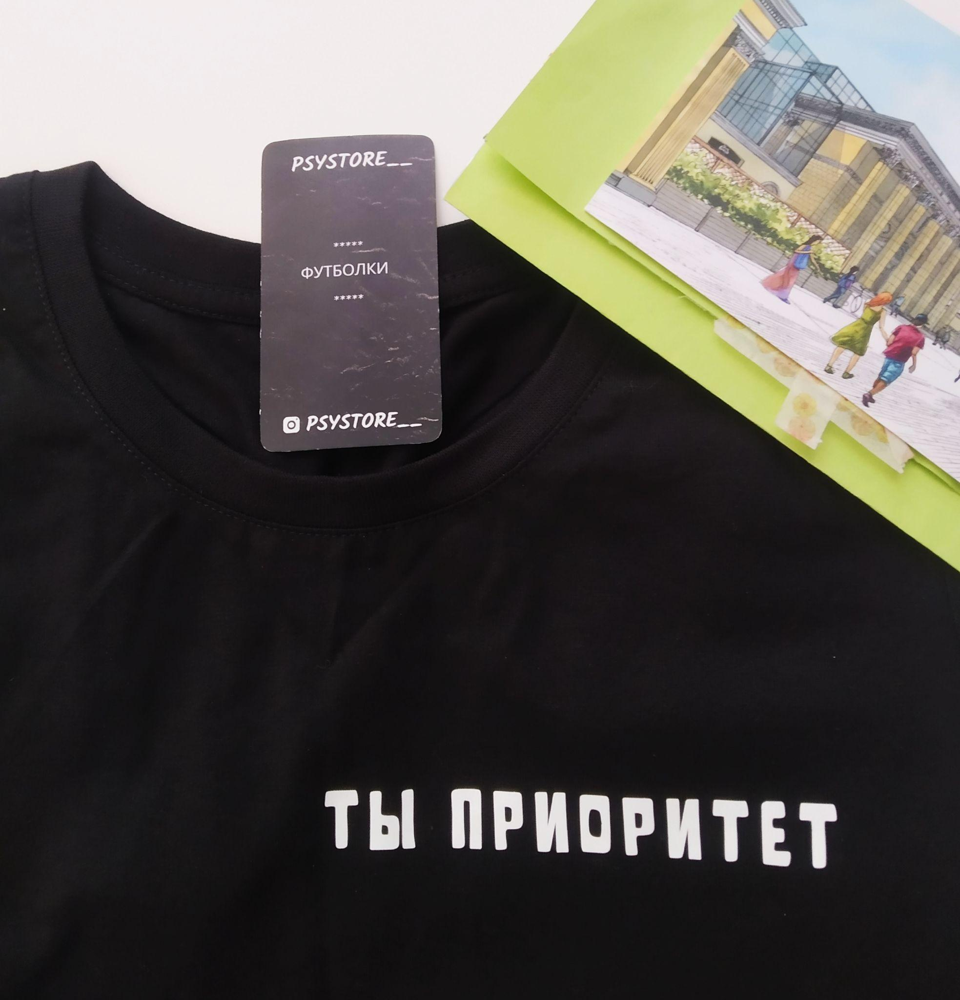 PSYSTORE__
*****
ФУТБОЛКИ
*****
PSYSTORE__
ТЫ ПРИОРИТЕТ